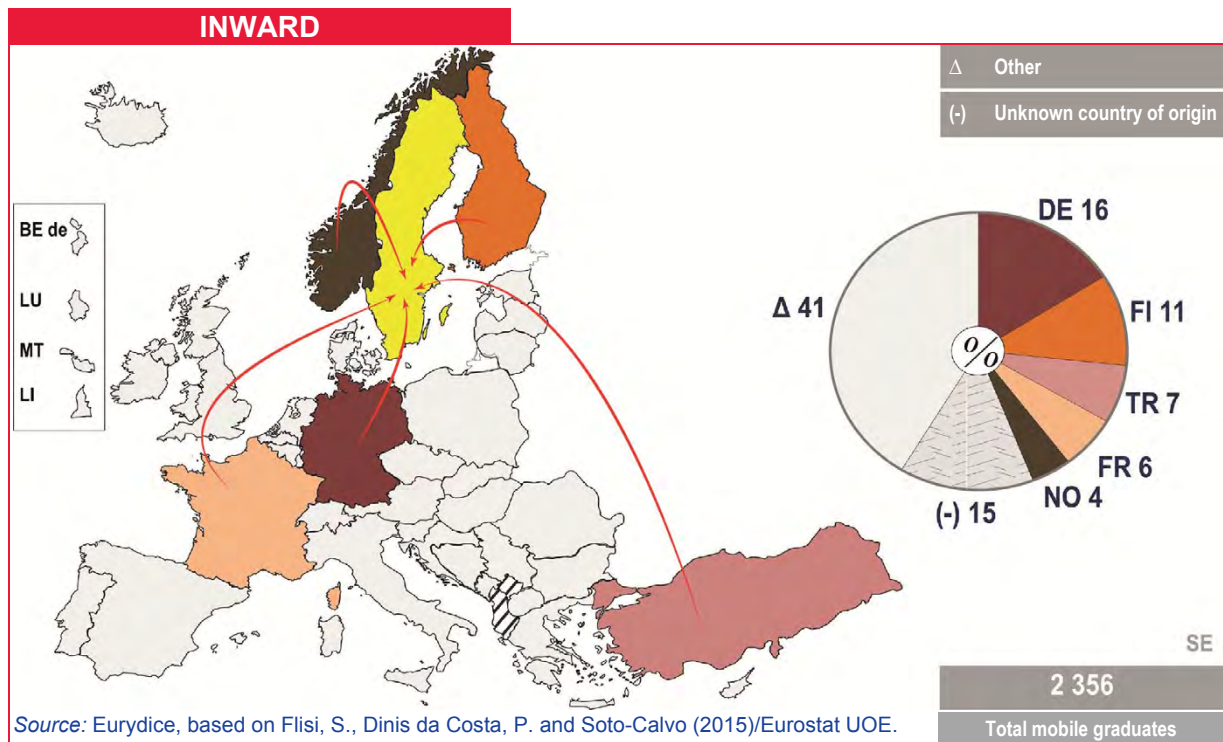 INWARD
Δ Other
(-) Unknown country of origin
BE de
LU
MT
LI
DE 16
FI 11
TR 7
FR 6
NO 4
(-) 15
Δ 41
%
SE
2 356
Total mobile graduates
Source: Eurydice, based on Flisi, S., Dinis da Costa, P. and Soto-Calvo (2015)/Eurostat UOE.